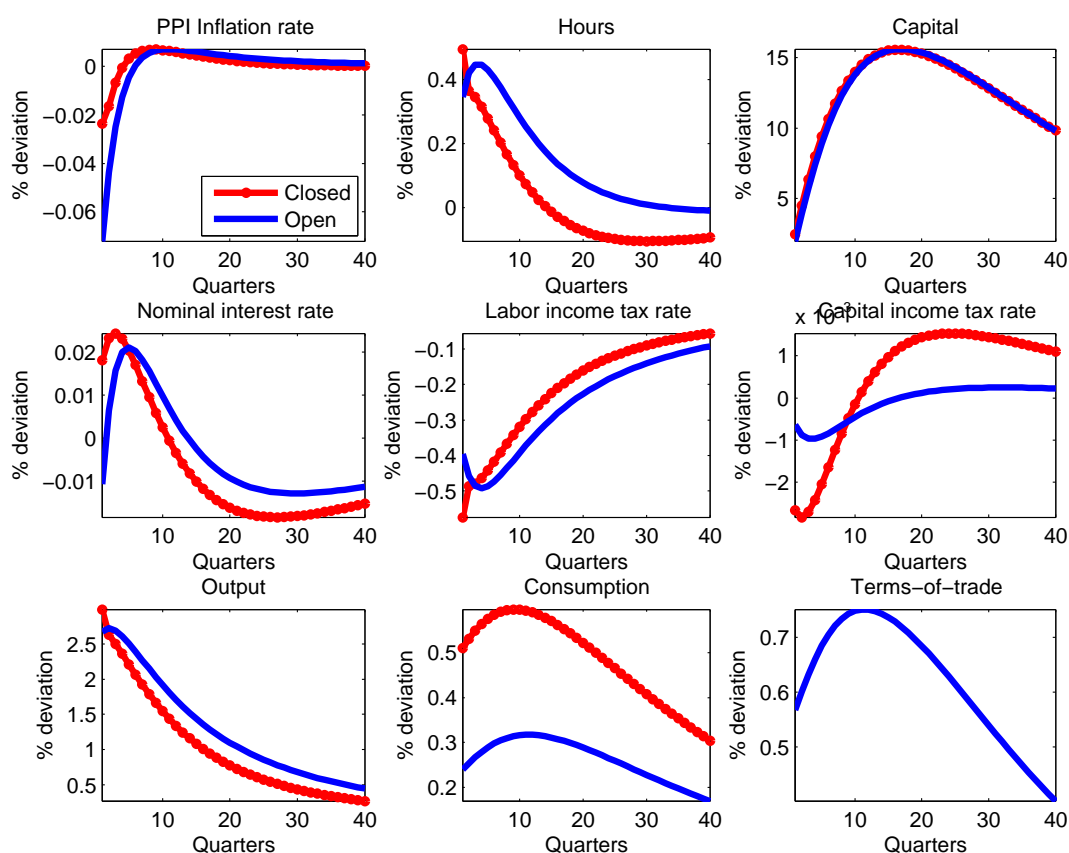 PPI Inflation rate
Hours
Capital
% deviation
0
−0.02
−0.04
−0.06
Closed
Open
10 20 30 40
Quarters
% deviation
0.4
0.2
0
10 20 30 40
Quarters
% deviation
15
10
5
10 20 30 40
Quarters
Nominal interest rate
Labor income tax rate
Capital income tax rate
% deviation
0.02
0.01
0
−0.01
10 20 30 40
Quarters
% deviation
−0.1
−0.2
−0.3
−0.4
−0.5
10 20 30 40
Quarters
x 10−3
% deviation
1
0
−1
−2
10 20 30 40
Quarters
Output
Consumption
Terms−of−trade
% deviation
2.5
2
1.5
1
0.5
10 20 30 40
Quarters
% deviation
0.5
0.4
0.3
0.2
10 20 30 40
Quarters
% deviation
0.7
0.6
0.5
10 20 30 40
Quarters